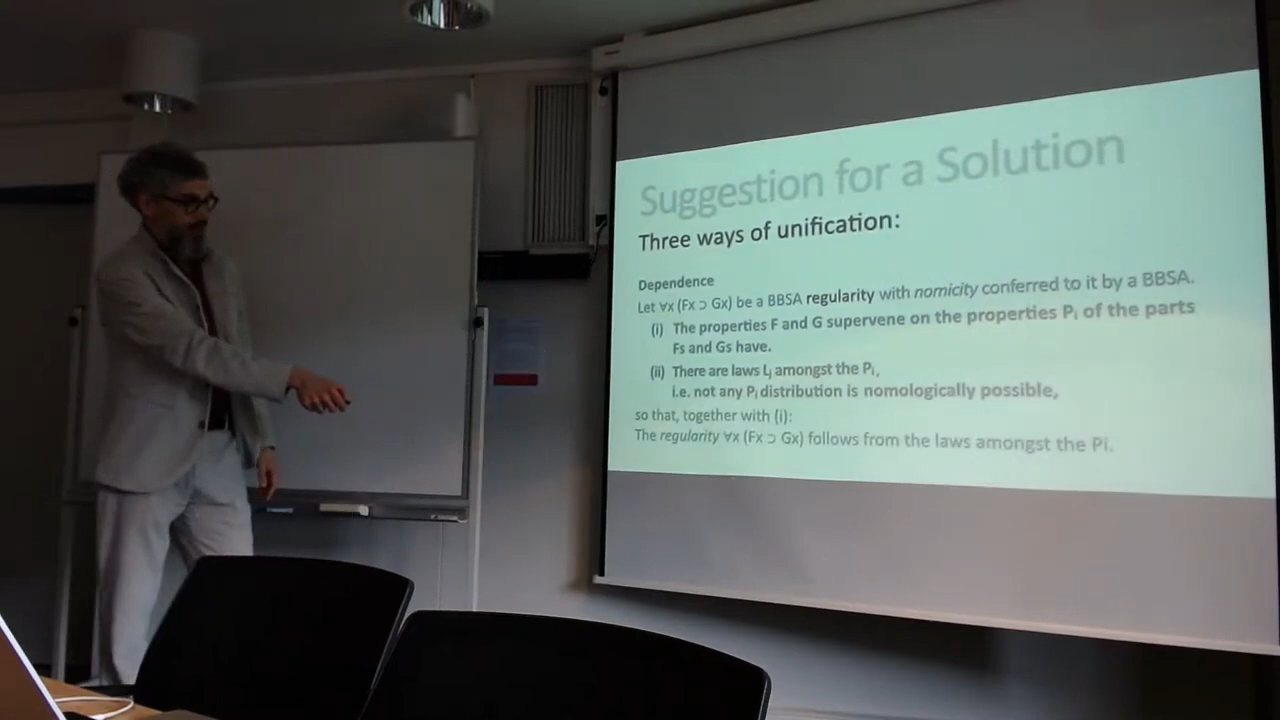 Suggestion for a Solution
Three ways of unification:
Dependence
Let ∀x (Fx ⊃ Gx) be a BBSA regularity with nomicity conferred to it by a BBSA.
(i) The properties F and G supervene on the properties Pᵢ of the parts
Fs and Gs have.
(ii) There are laws Lⱼ amongst the Pᵢ,
i.e. not any Pᵢ distribution is nomologically possible,
so that, together with (i):
The regularity ∀x (Fx ⊃ Gx) follows from the laws amongst the Pi.